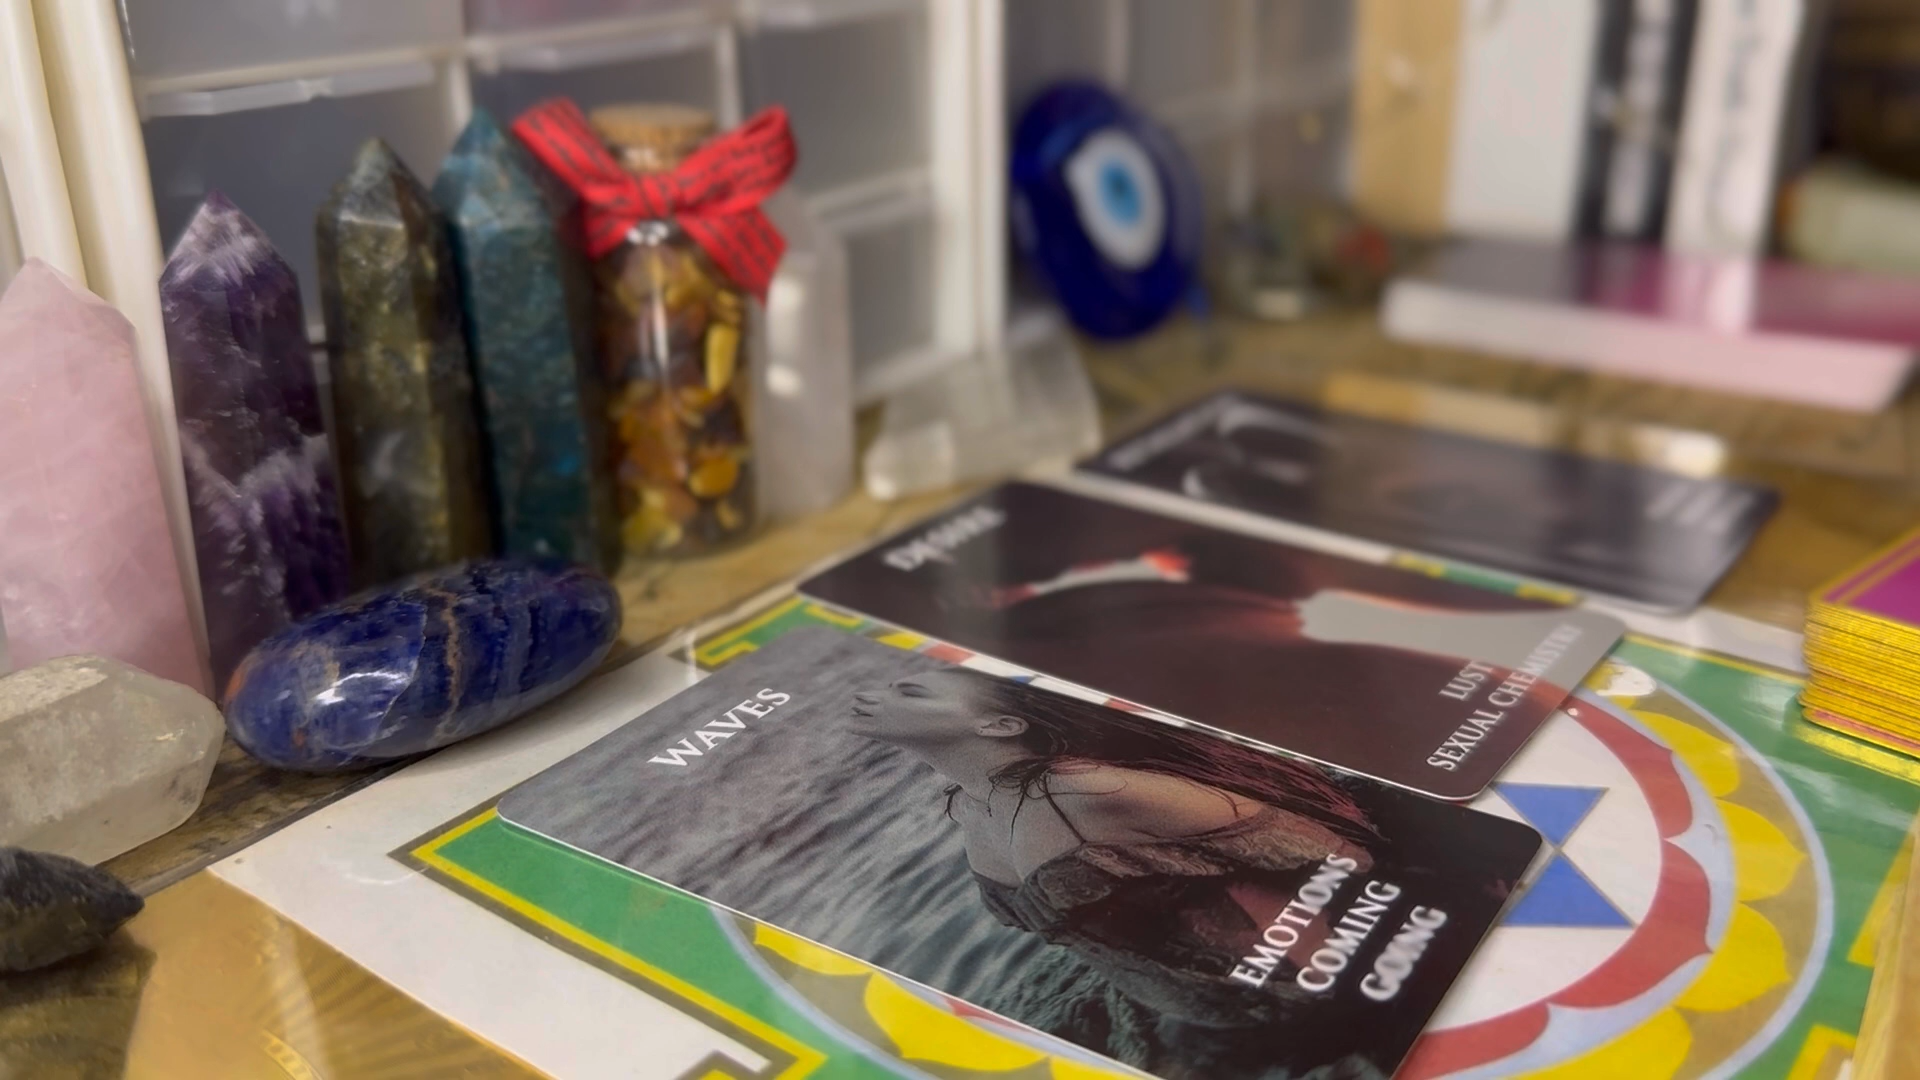 WAVES
EMOTIONS
COMING
GOING
DESIRE
LUST
SEXUAL CHEMISTRY